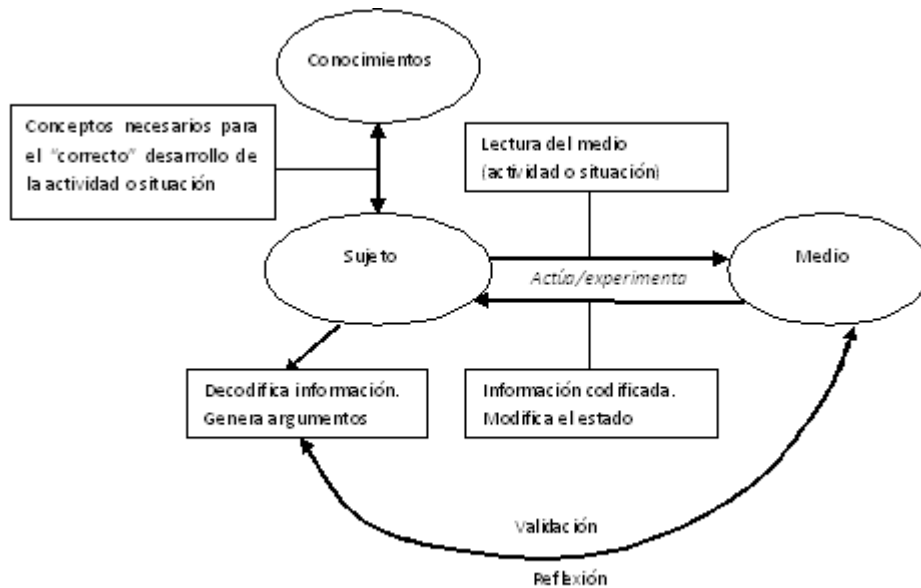 Conocimientos
Conceptos necesarios para
el "correcto" desarrollo de
la actividad o situación
Lectura del medio
(actividad o situación)
Sujeto
Actúa/experimenta
Medio
Decodifica información.
Genera argumentos
Información codificada.
Modifica el estado
Validación
Reflexión